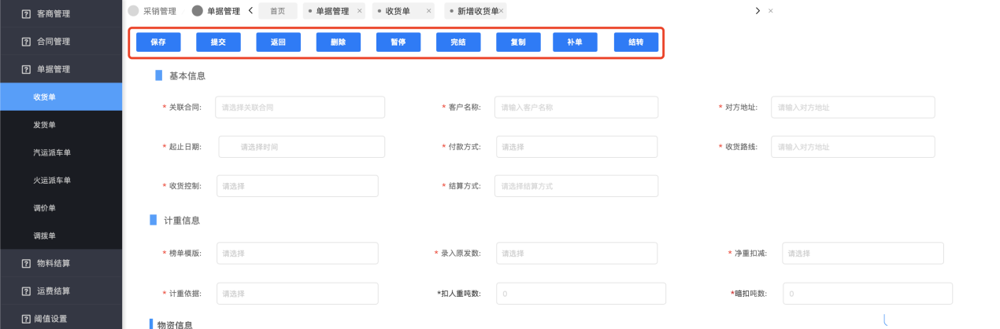 客商管理
合同管理
单据管理
收货单
发货单
汽运派车单
火运派车单
调价单
调拨单
物料结算
运费结算
阈值设置
采销管理 单据管理 首页 单据管理 × 收货单 × 新增收货单× ×
保存 提交 返回 删除 暂停 完结 复制 补单 结转
基本信息
* 关联合同: 请选择关联合同 * 客户名称: 请输入客户名称 * 对方地址: 请输入对方地址
* 起止日期: 请选择时间 * 付款方式: 请选择 * 收货路线: 请输入对方地址
* 收货控制: 请选择 * 结算方式: 请选择结算方式
计重信息
* 榜单模版: 请选择 * 录入原发数: 请选择 * 净重扣减: 请选择
* 计重依据: 请选择 *扣人重吨数: 0 *暗扣吨数: 0
物资信息